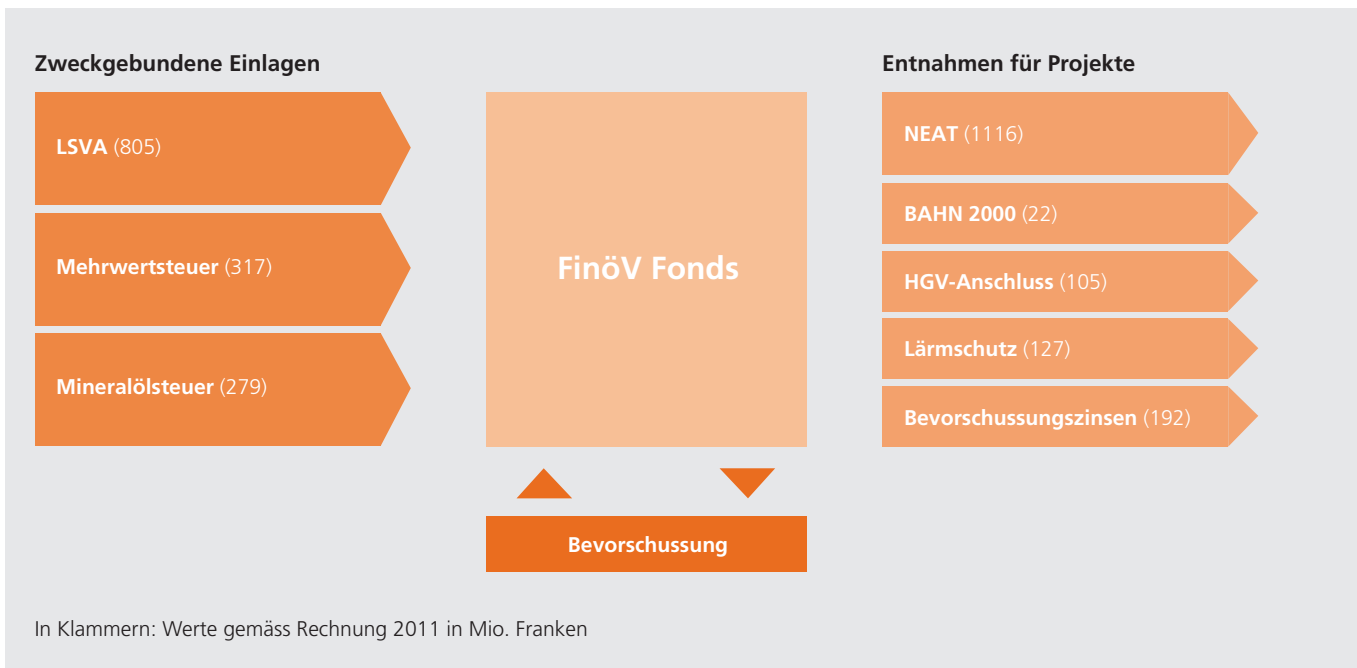 Zweckgebundene Einlagen
LSVA (805)
Mehrwertsteuer (317)
Mineralölsteuer (279)
FinöV Fonds
Bevorschussung
Entnahmen für Projekte
NEAT (1116)
BAHN 2000 (22)
HGV-Anschluss (105)
Lärmschutz (127)
Bevorschussungszinsen (192)
In Klammern: Werte gemäss Rechnung 2011 in Mio. Franken